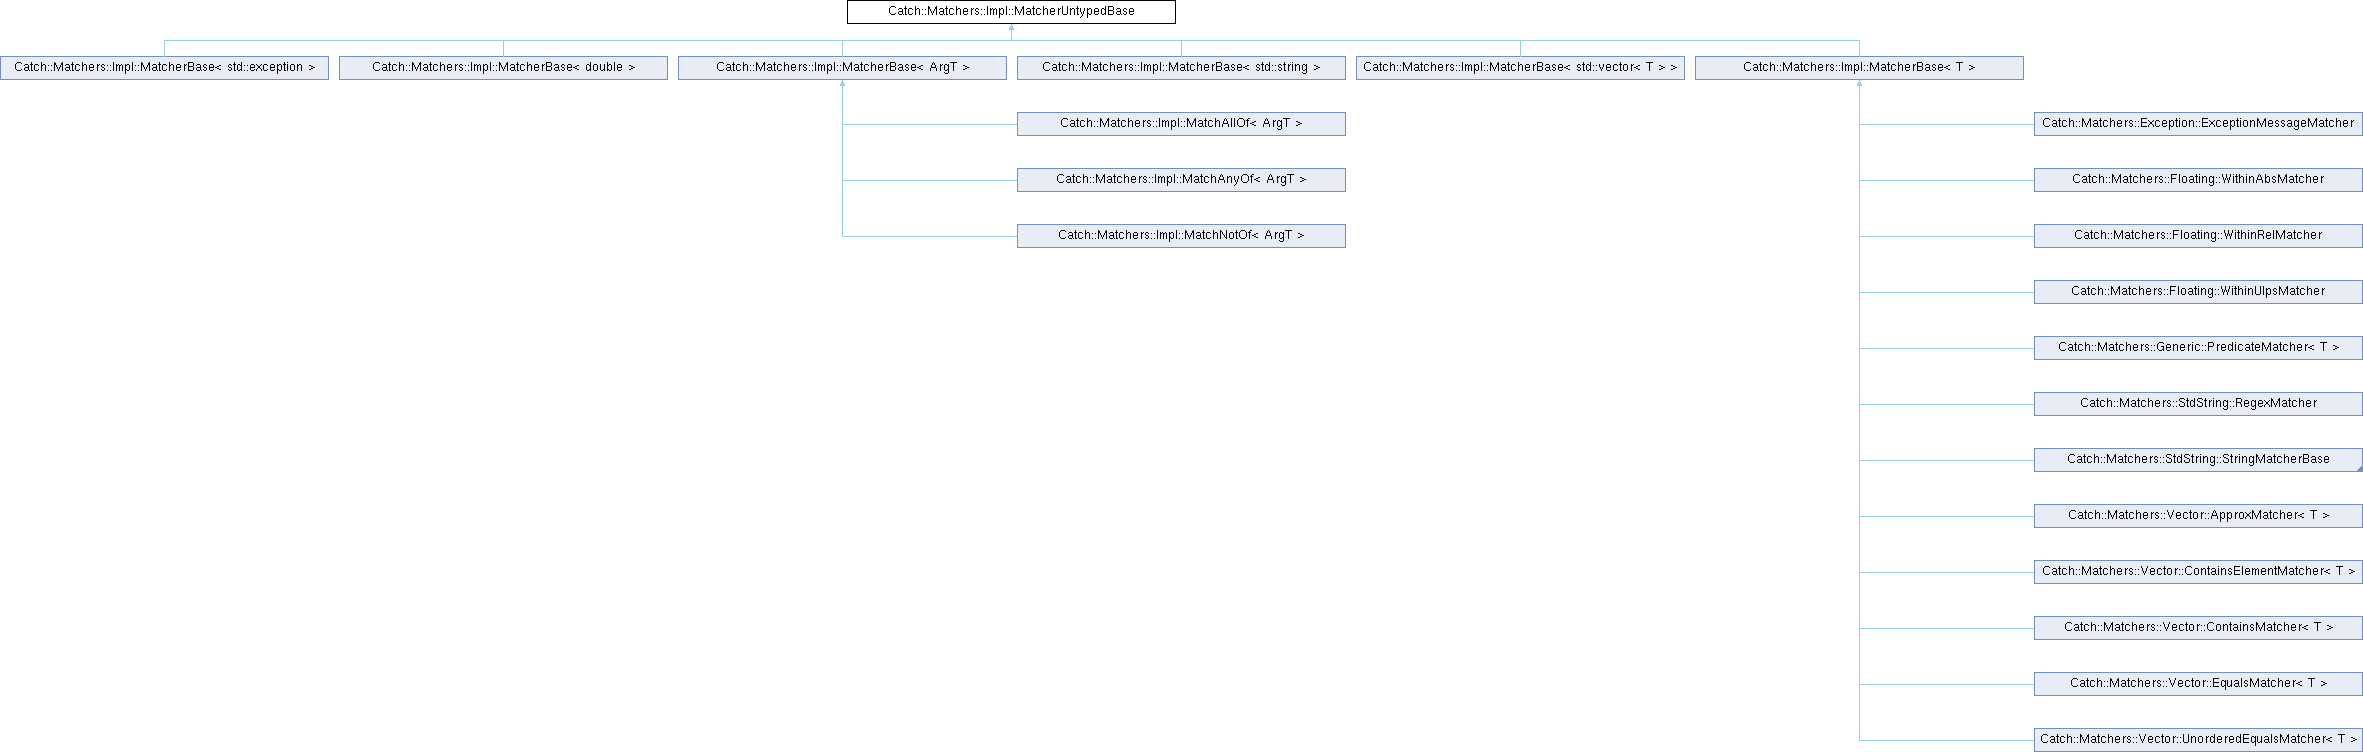 Catch::Matchers::Impl::MatcherUntypedBase
Catch::Matchers::Impl::MatcherBase< std::exception >
Catch::Matchers::Impl::MatcherBase< double >
Catch::Matchers::Impl::MatcherBase< ArgT >
Catch::Matchers::Impl::MatcherBase< std::string >
Catch::Matchers::Impl::MatcherBase< std::vector< T > >
Catch::Matchers::Impl::MatcherBase< T >
Catch::Matchers::Impl::MatchAllOf< ArgT >
Catch::Matchers::Exception::ExceptionMessageMatcher
Catch::Matchers::Impl::MatchAnyOf< ArgT >
Catch::Matchers::Floating::WithinAbsMatcher
Catch::Matchers::Impl::MatchNotOf< ArgT >
Catch::Matchers::Floating::WithinRelMatcher
Catch::Matchers::Floating::WithinUlpsMatcher
Catch::Matchers::Generic::PredicateMatcher< T >
Catch::Matchers::StdString::RegexMatcher
Catch::Matchers::StdString::StringMatcherBase
Catch::Matchers::Vector::ApproxMatcher< T >
Catch::Matchers::Vector::ContainsElementMatcher< T >
Catch::Matchers::Vector::ContainsMatcher< T >
Catch::Matchers::Vector::EqualsMatcher< T >
Catch::Matchers::Vector::UnorderedEqualsMatcher< T >